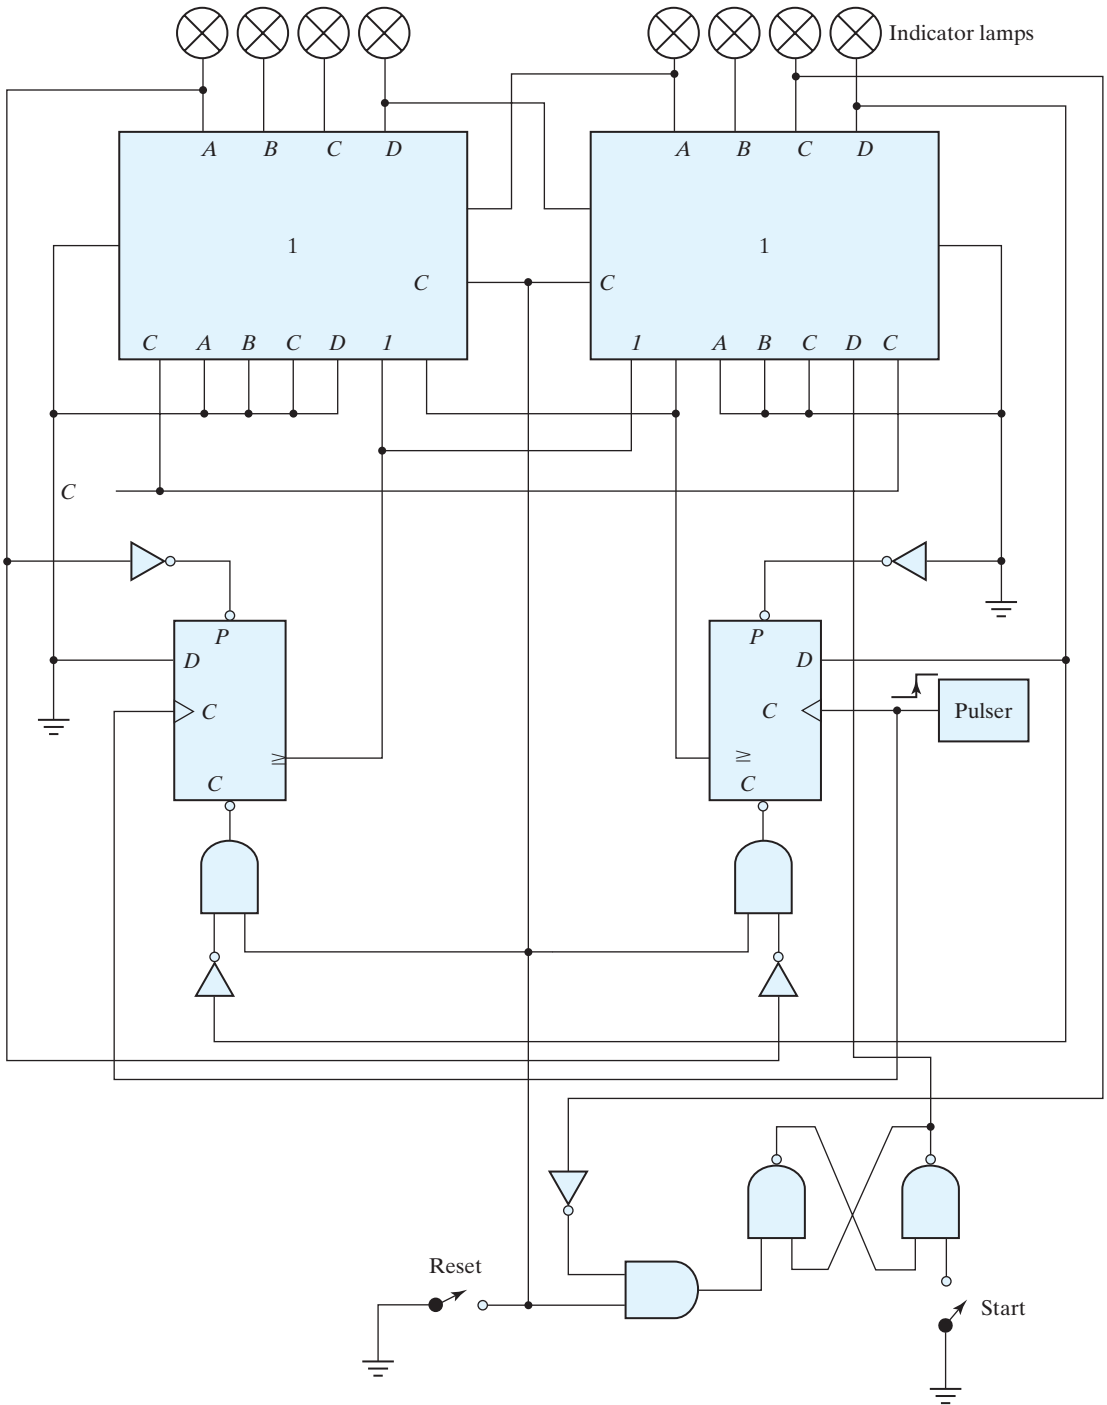 Indicator lamps
A B C D
A B C D
1
1
C
C
C A B C D 1
1 A B C D C
C
P
P
D
D
C
C
Pulser
≥
≥
C
C
Reset
Start